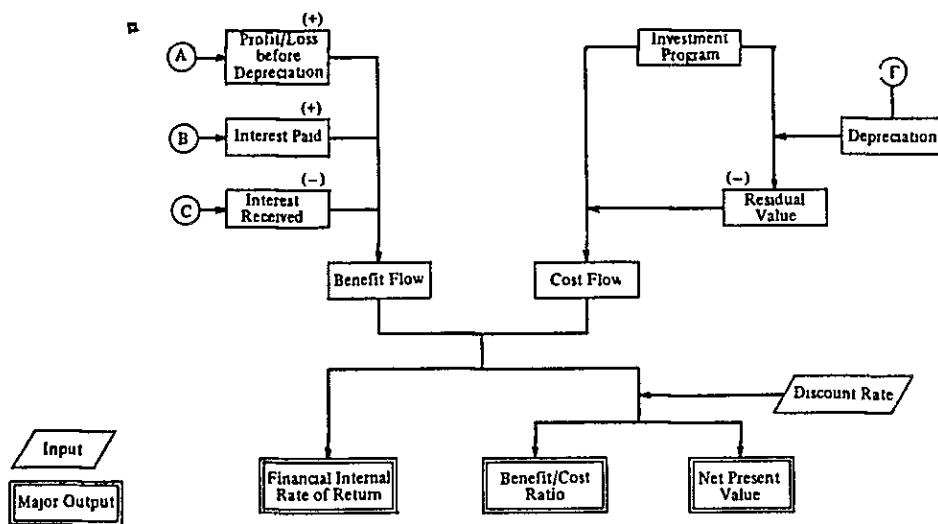 (+)
Profit/Loss
before
Depreciation
A
(+)
Interest Paid
B
(-)
Interest
Received
C
Investment
Program
F
Depreciation
(-)
Residual
Value
Benefit Flow
Cost Flow
Discount Rate
Input
Major Output
Financial Internal
Rate of Return
Benefit/Cost
Ratio
Net Present
Value